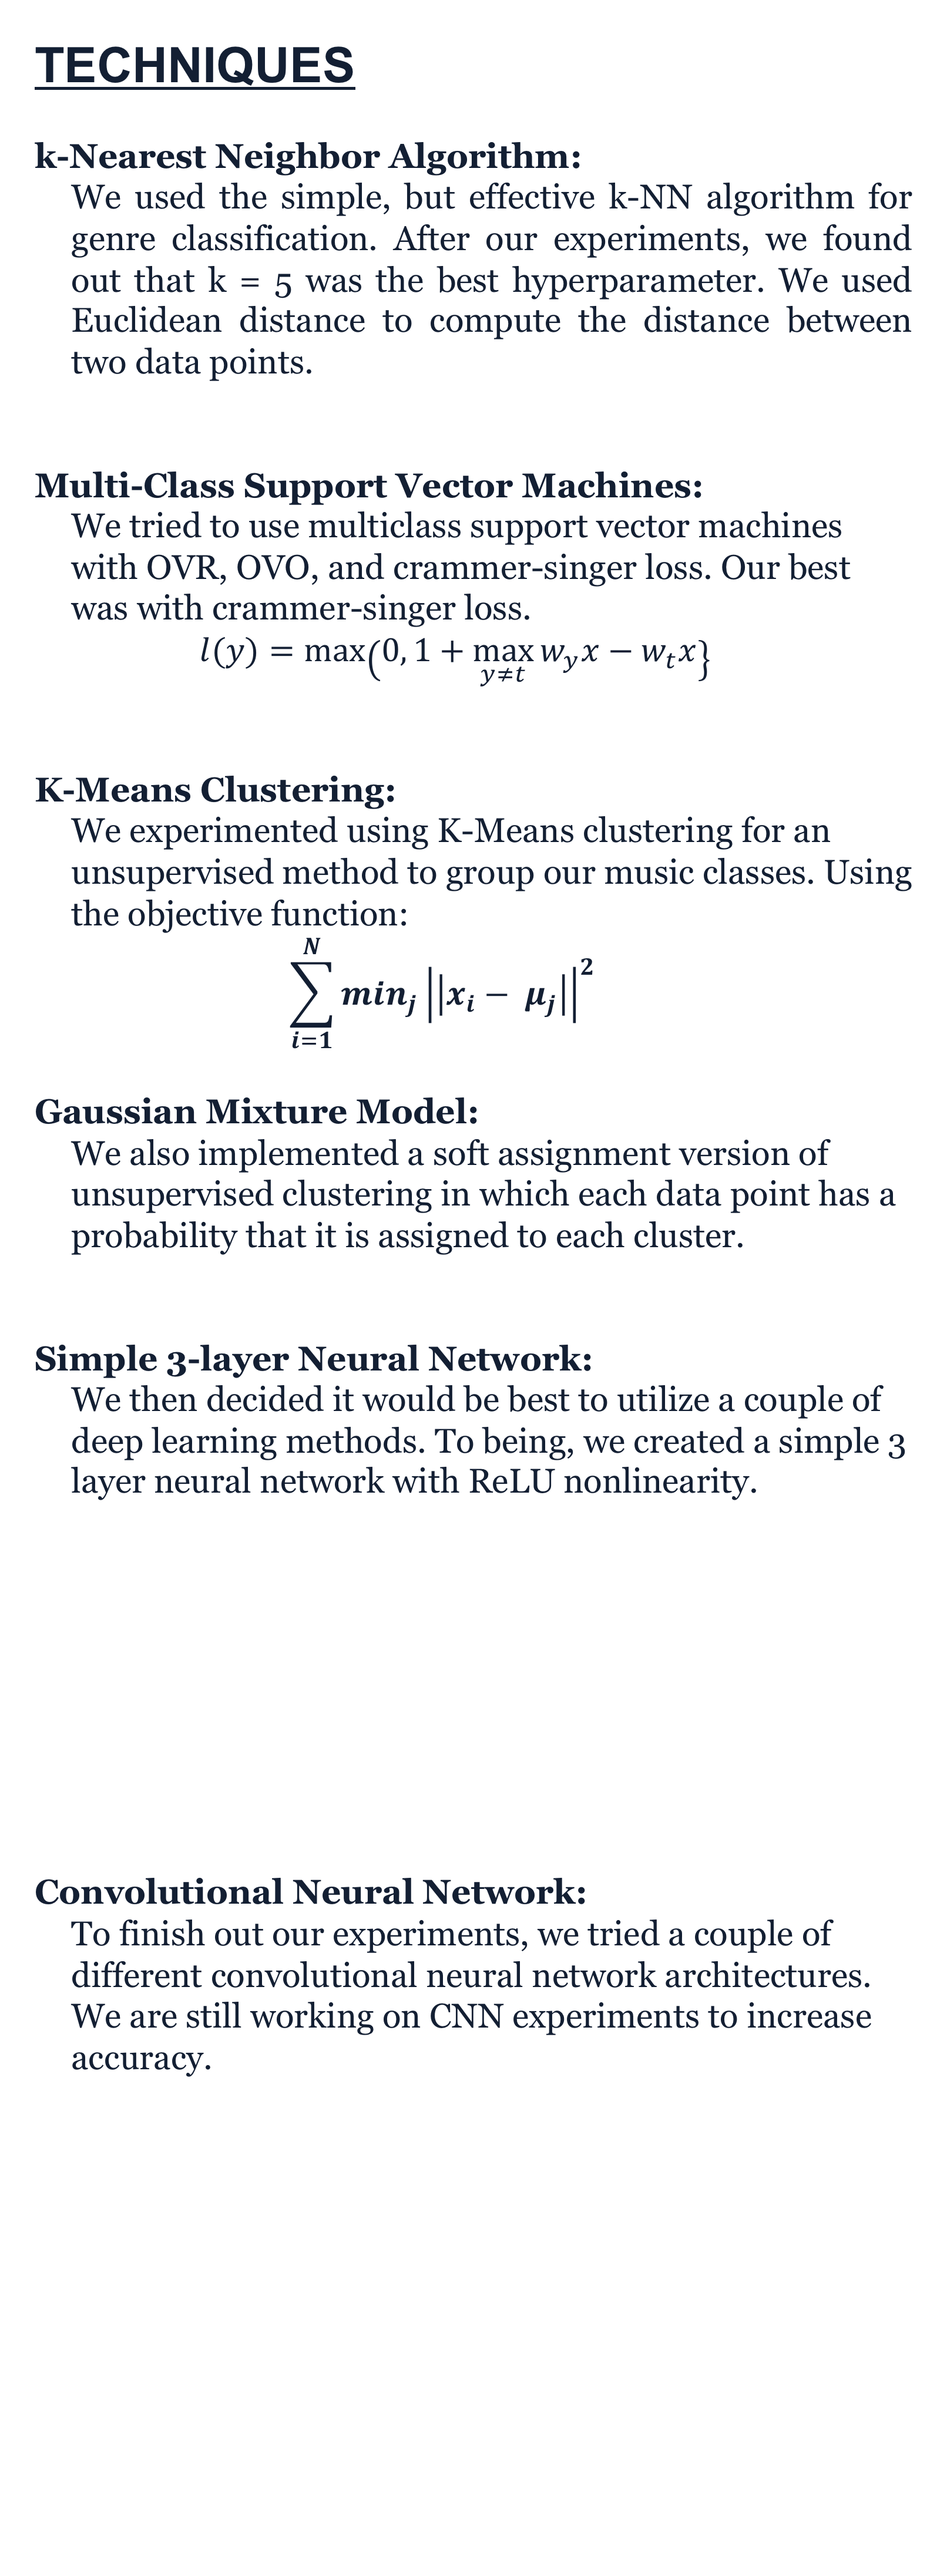 TECHNIQUES
k-Nearest Neighbor Algorithm:
We used the simple, but effective k-NN algorithm for
genre classification. After our experiments, we found
out that k = 5 was the best hyperparameter. We used
Euclidean distance to compute the distance between
two data points.
Multi-Class Support Vector Machines:
We tried to use multiclass support vector machines
with OVR, OVO, and crammer-singer loss. Our best
was with crammer-singer loss.
l(y) = max(0, 1 + max_{y≠t} w_y x − w_t x}
K-Means Clustering:
We experimented using K-Means clustering for an
unsupervised method to group our music classes. Using
the objective function:
∑_{i=1}^{N} min_j ||x_i − μ_j||^2
Gaussian Mixture Model:
We also implemented a soft assignment version of
unsupervised clustering in which each data point has a
probability that it is assigned to each cluster.
Simple 3-layer Neural Network:
We then decided it would be best to utilize a couple of
deep learning methods. To being, we created a simple 3
layer neural network with ReLU nonlinearity.
Convolutional Neural Network:
To finish out our experiments, we tried a couple of
different convolutional neural network architectures.
We are still working on CNN experiments to increase
accuracy.